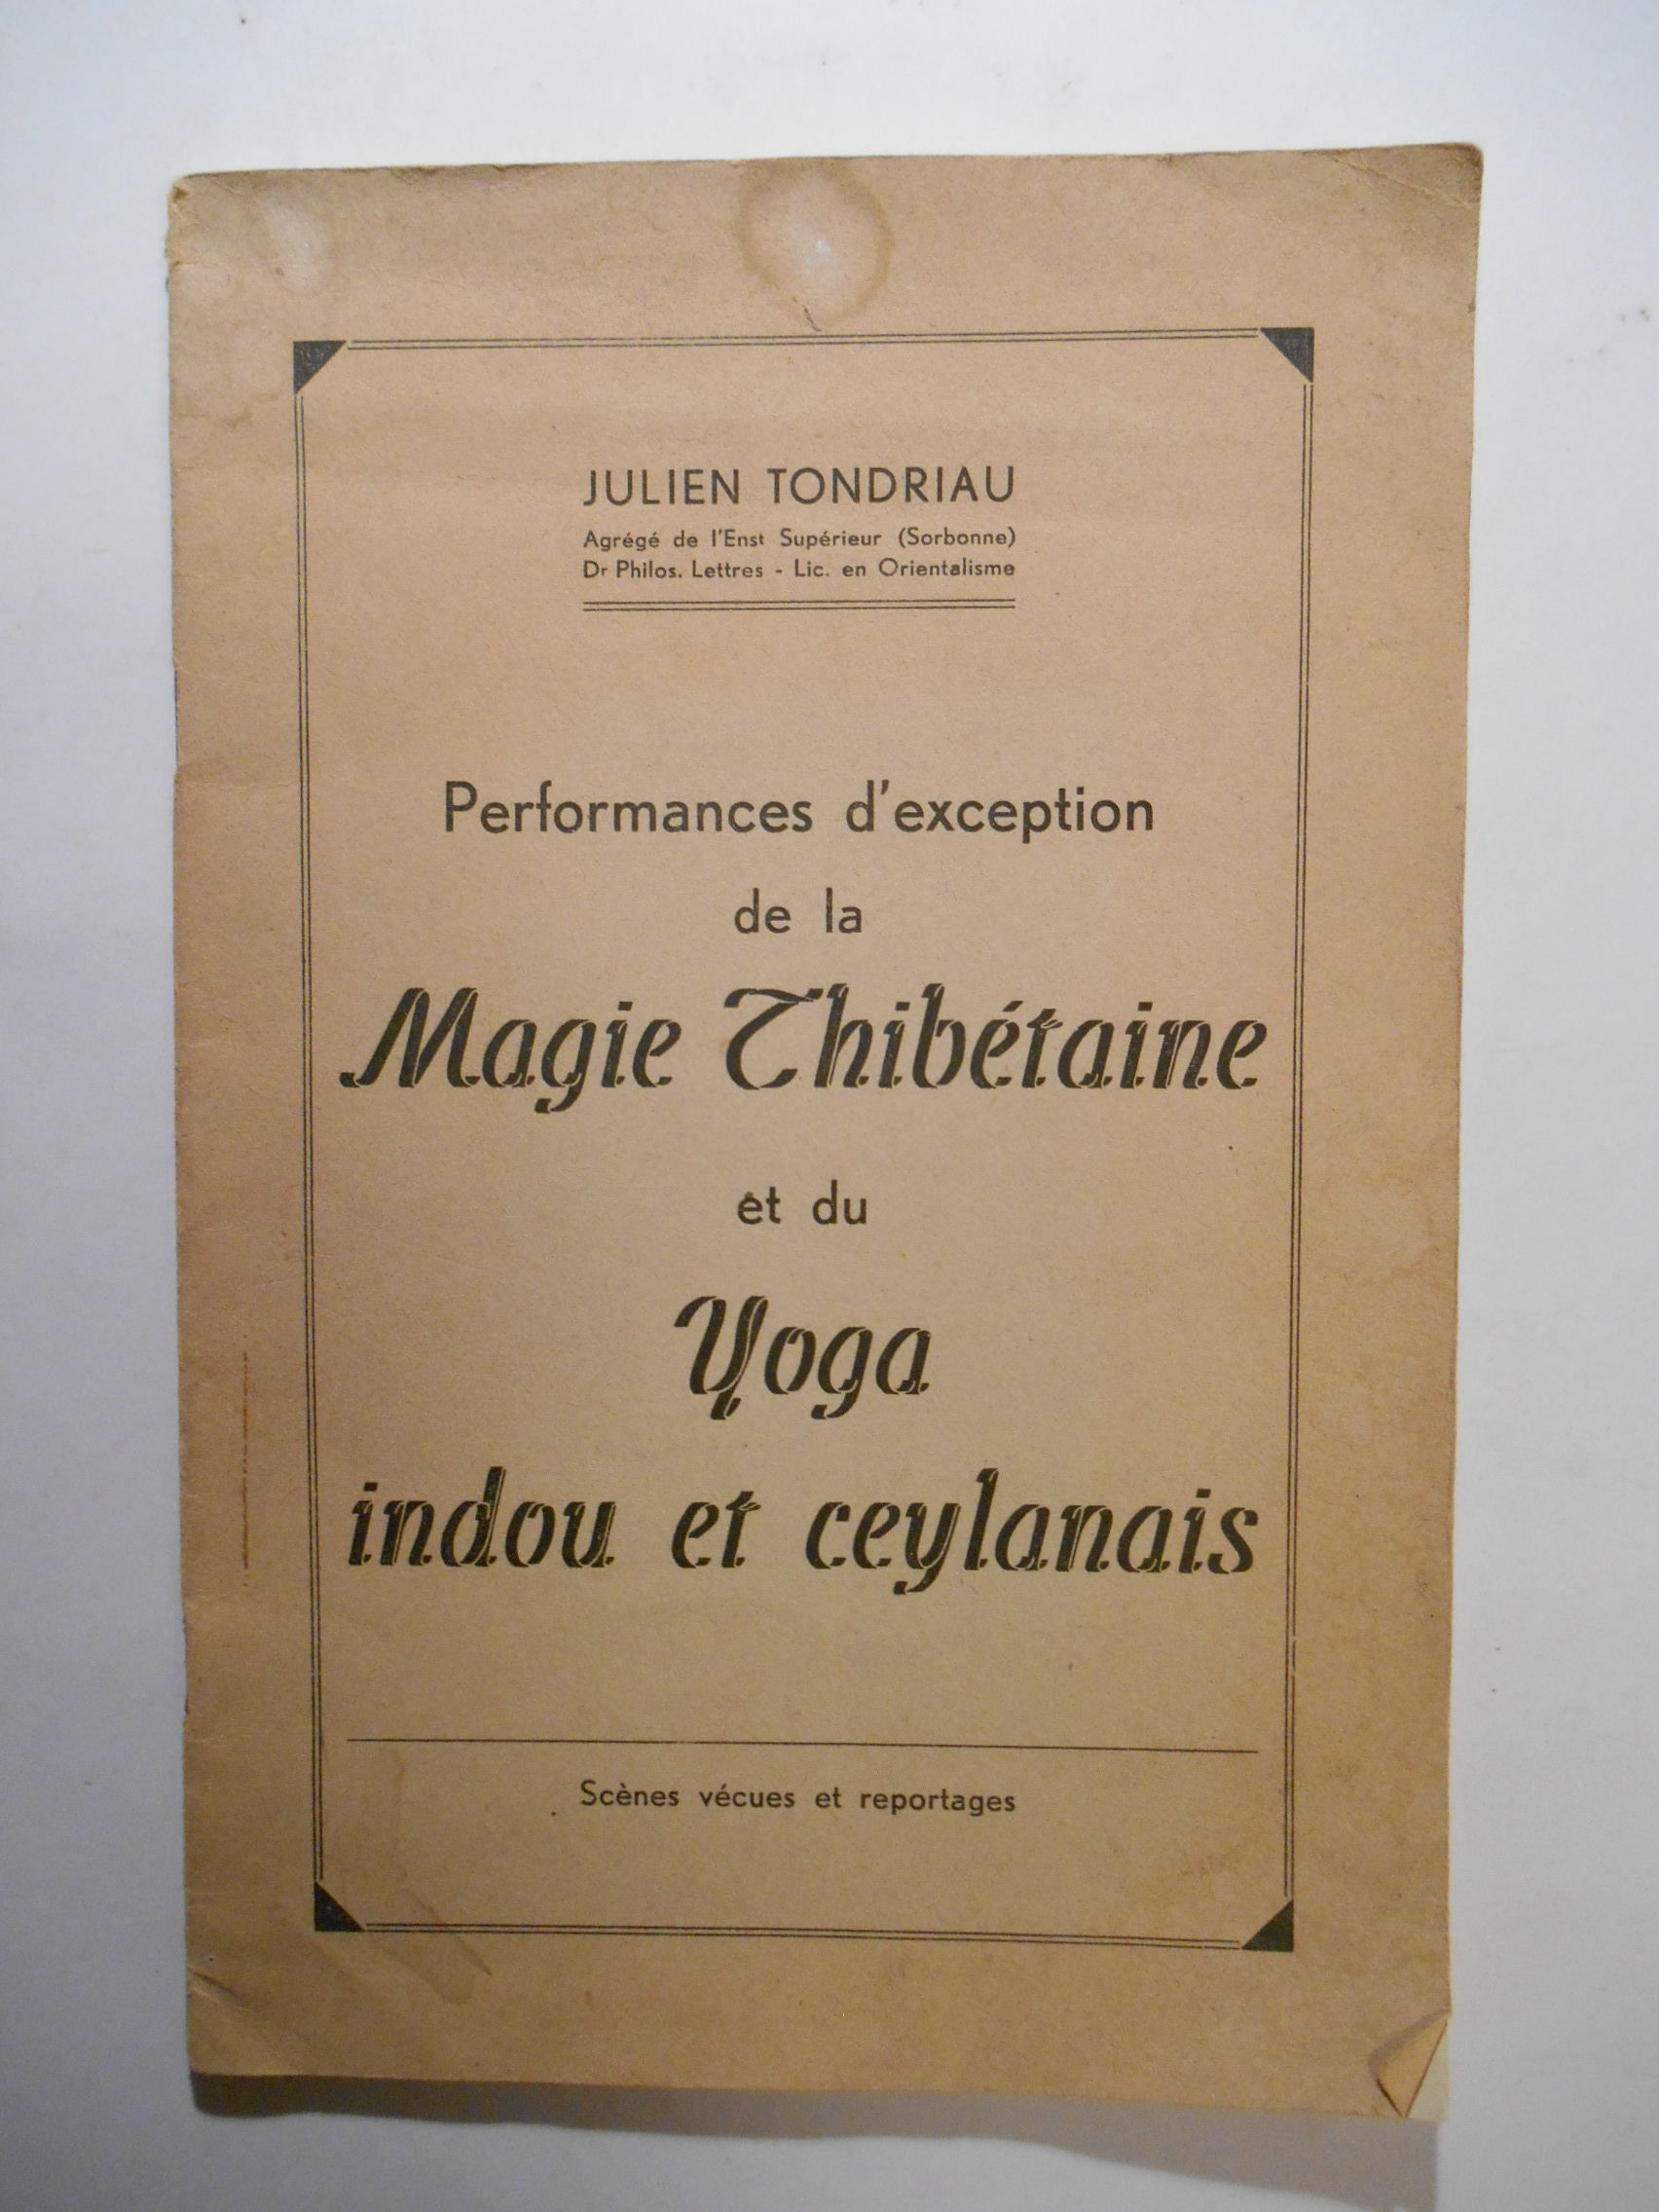 JULIEN TONDRIAU
Agrégé de l'Enst Supérieur (Sorbonne)
Dr Philos. Lettres - Lic. en Orientalisme
Performances d'exception
de la
Magie Thibétaine
et du
Yoga
indou et ceylanais
Scènes vécues et reportages